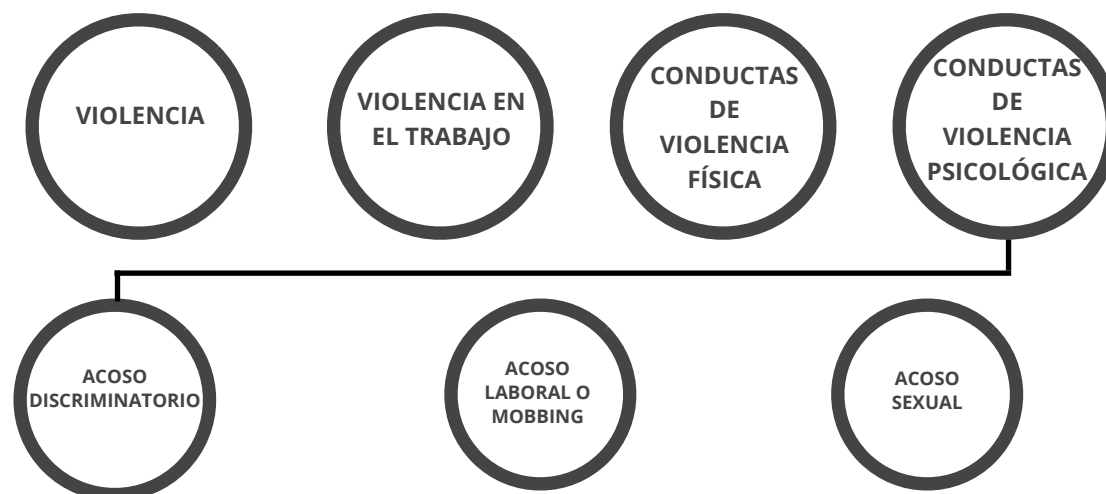 VIOLENCIA
VIOLENCIA EN
EL TRABAJO
CONDUCTAS
DE
VIOLENCIA
FÍSICA
CONDUCTAS
DE
VIOLENCIA
PSICOLÓGICA
ACOSO
DISCRIMINATORIO
ACOSO
LABORAL O
MOBBING
ACOSO
SEXUAL